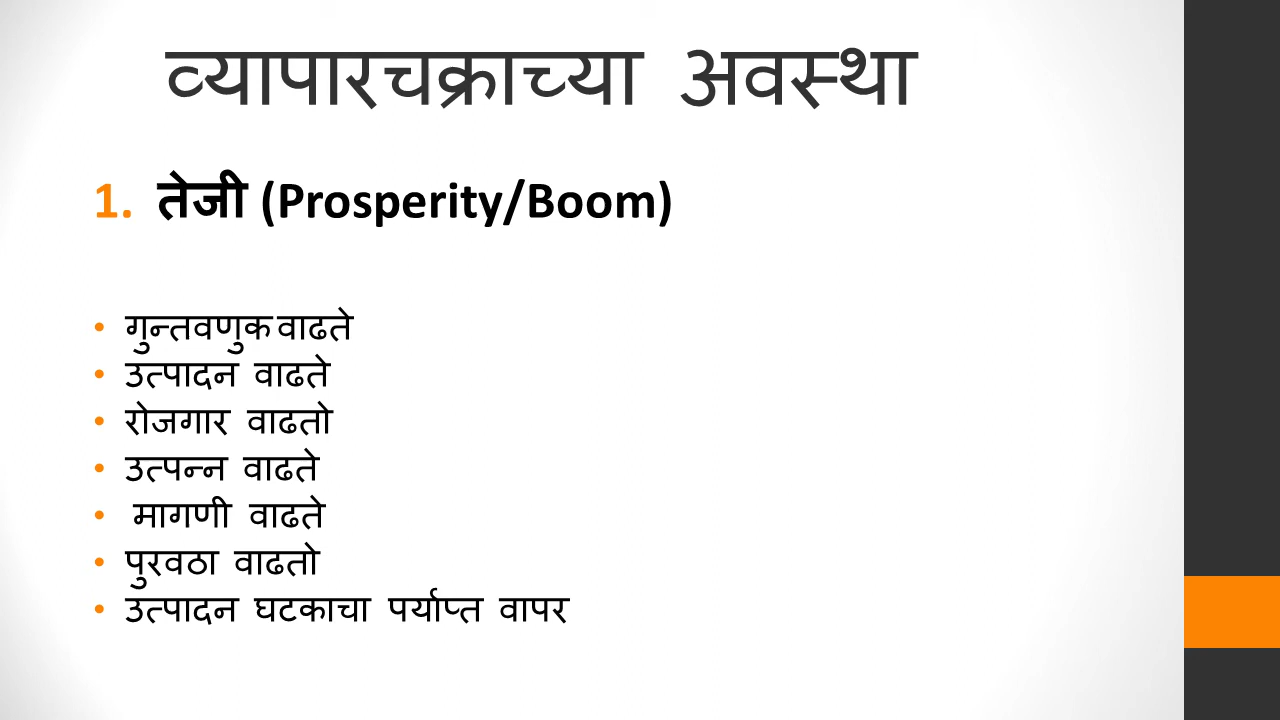 व्यापारचक्राच्या अवस्था
1. तेजी (Prosperity/Boom)
• गुन्तवणुक वाढते
• उत्पादन वाढते
• रोजगार वाढतो
• उत्पन्न वाढते
• मागणी वाढते
• पुरवठा वाढतो
• उत्पादन घटकाचा पर्याप्त वापर